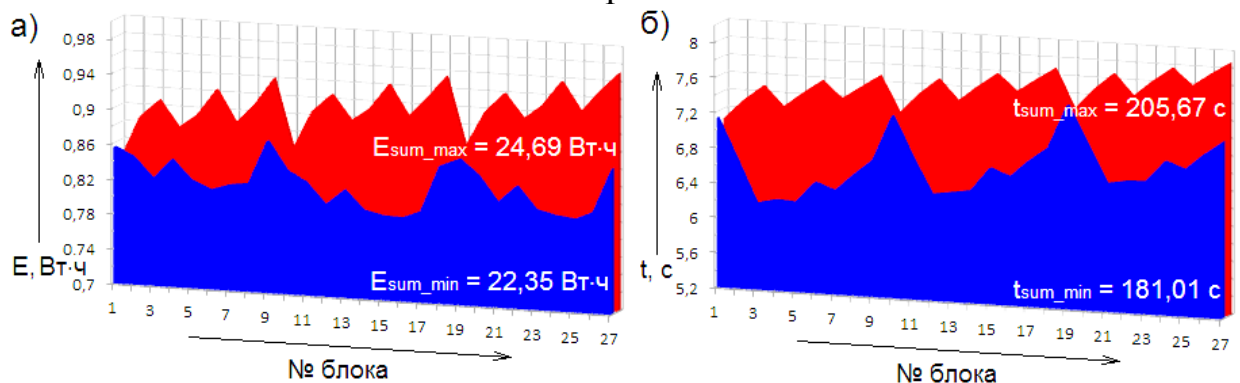 а)
0,98
0,94
0,9
0,86
0,82
0,78
0,74
0,7
E, Вт·ч
Esum_max = 24,69 Вт·ч
Esum_min = 22,35 Вт·ч
1 3 5 7 9 11 13 15 17 19 21 23 25 27
№ блока
б)
8
7,6
7,2
6,8
6,4
6
5,6
5,2
t, с
tsum_max = 205,67 с
tsum_min = 181,01 с
1 3 5 7 9 11 13 15 17 19 21 23 25 27
№ блока